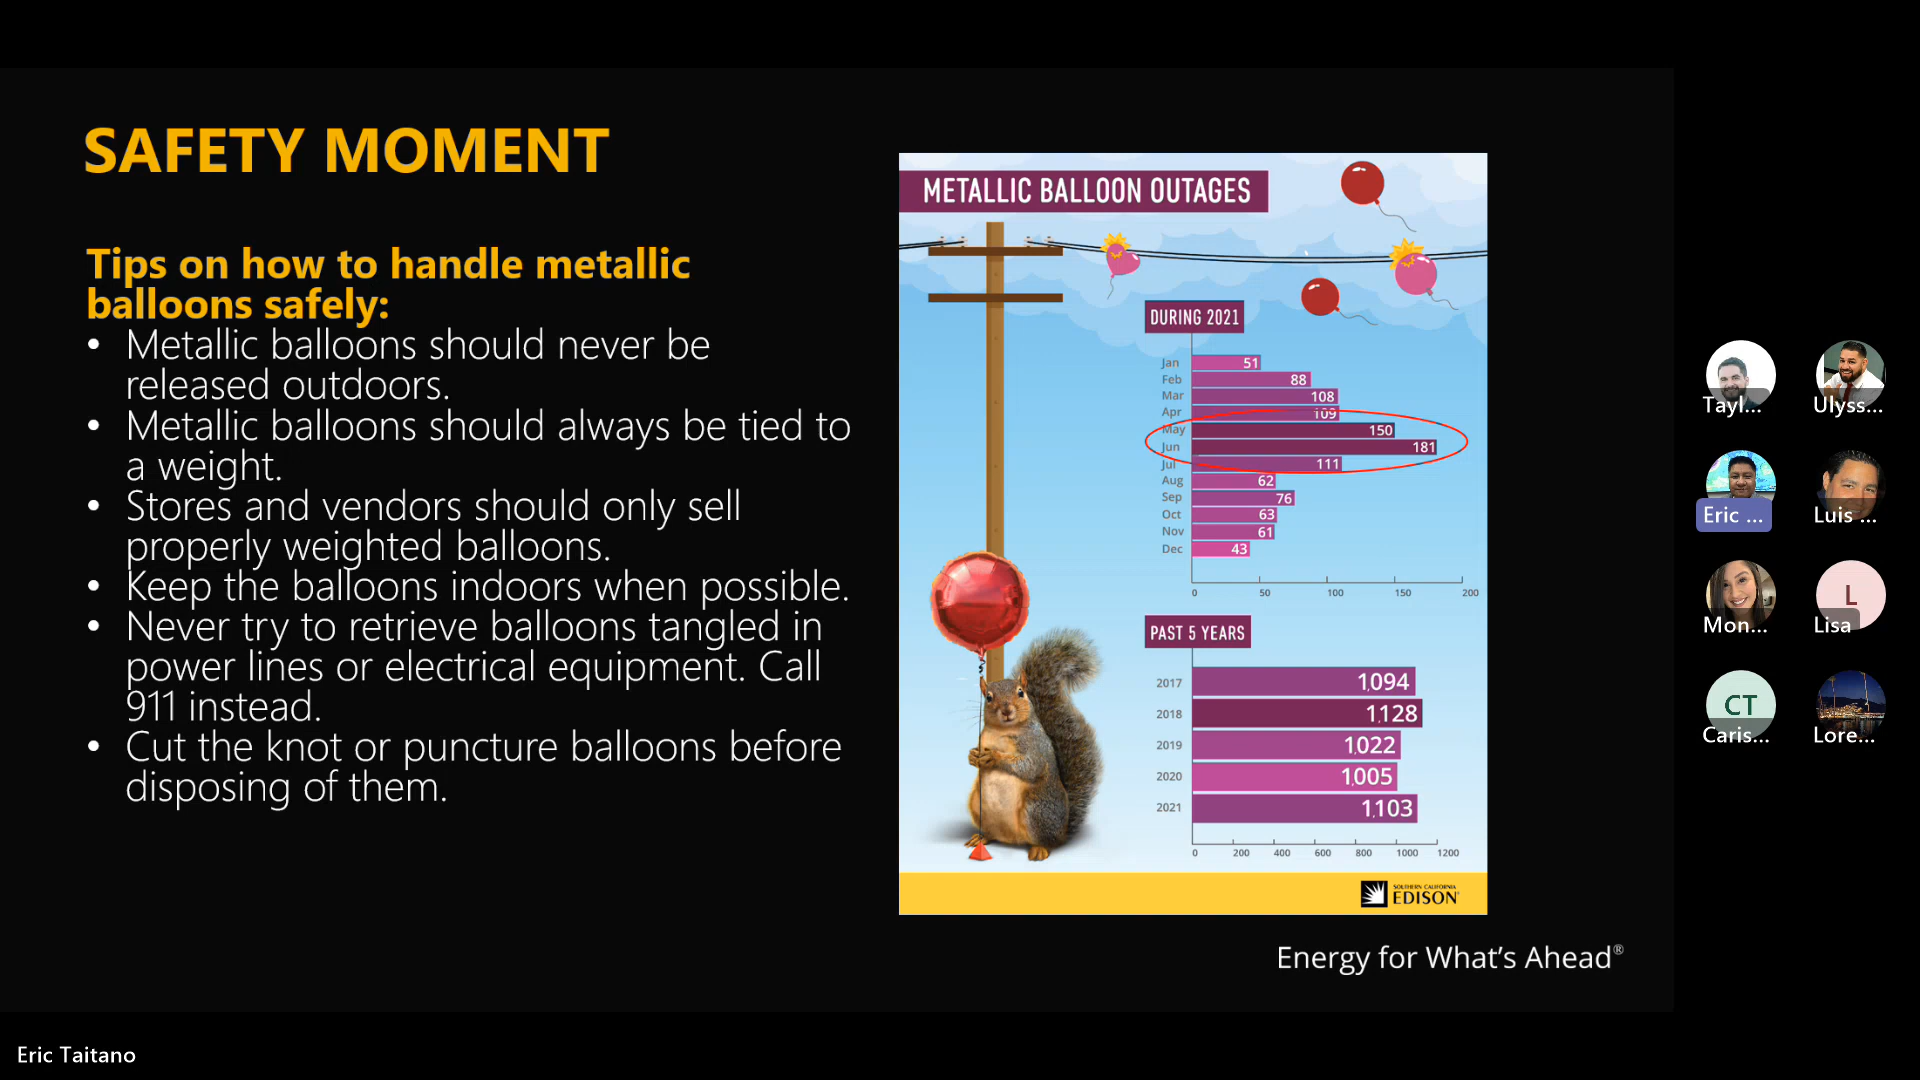 SAFETY MOMENT
Tips on how to handle metallic
balloons safely:
• Metallic balloons should never be
released outdoors.
• Metallic balloons should always be tied to
a weight.
• Stores and vendors should only sell
properly weighted balloons.
• Keep the balloons indoors when possible.
• Never try to retrieve balloons tangled in
power lines or electrical equipment. Call
911 instead.
• Cut the knot or puncture balloons before
disposing of them.
METALLIC BALLOON OUTAGES
DURING 2021
Jan 51
Feb 88
Mar 108
Apr 109
May 150
Jun 181
Jul 111
Aug 62
Sep 76
Oct 63
Nov 61
Dec 43
0 50 100 150 200
PAST 5 YEARS
2017 1,094
2018 1,128
2019 1,022
2020 1,005
2021 1,103
0 200 400 600 800 1000 1200
SOUTHERN CALIFORNIA
EDISON®
Energy for What's Ahead®
Tayl...
Ulyss...
Eric ...
Luis ...
Mon...
L
Lisa
CT
Caris...
Lore...
Eric Taitano